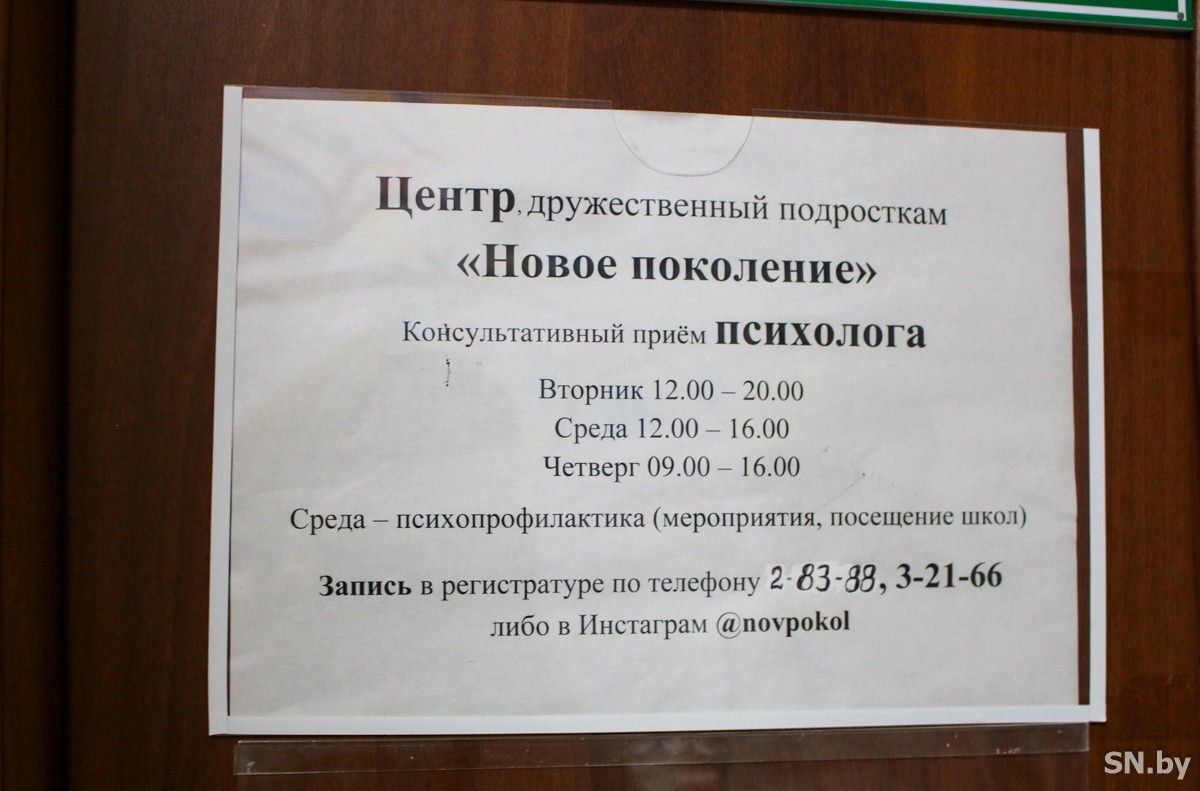 Центр, дружественный подросткам
«Новое поколение»
Консультативный приём психолога
Вторник 12.00 – 20.00
Среда 12.00 – 16.00
Четверг 09.00 – 16.00
Среда – психопрофилактика (мероприятия, посещение школ)
Запись в регистратуре по телефону 2-83-88, 3-21-66
либо в Инстаграм @novpokol
SN.by